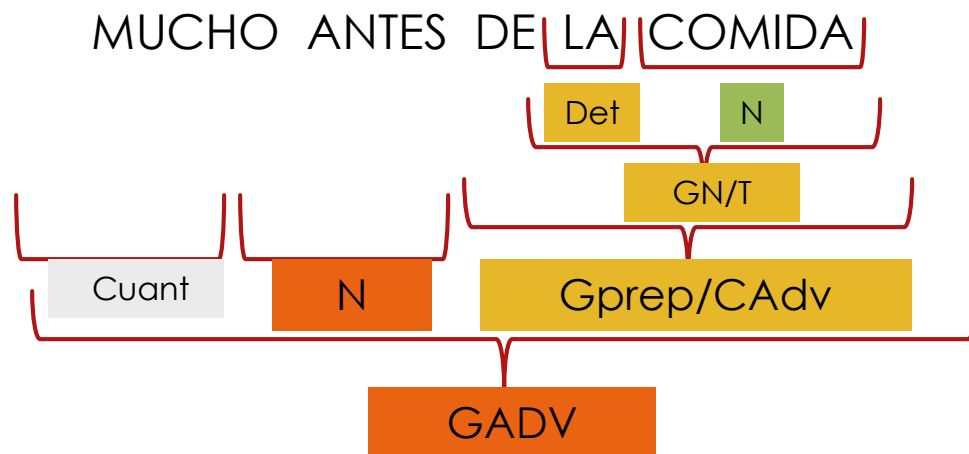 MUCHO ANTES DE LA COMIDA
Det N
GN/T
Cuant N Gprep/CAdv
GADV